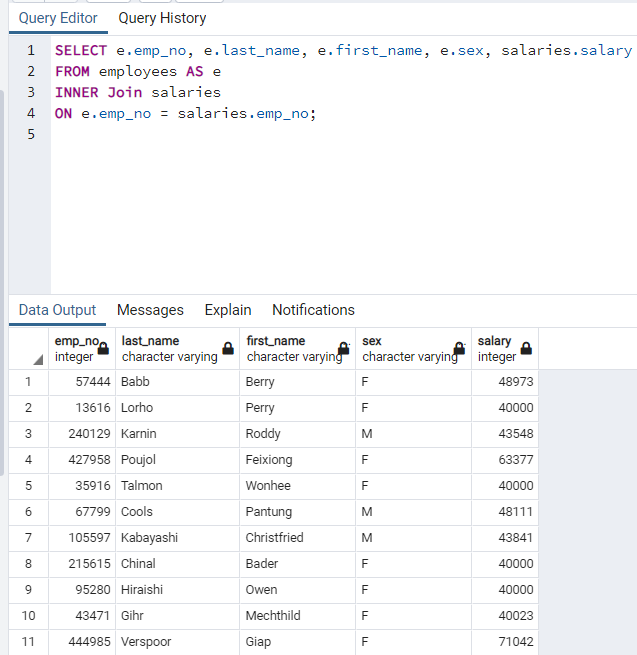 Query Editor Query History
1 SELECT e.emp_no, e.last_name, e.first_name, e.sex, salaries.salary
2 FROM employees AS e
3 INNER Join salaries
4 ON e.emp_no = salaries.emp_no;
5
Data Output Messages Explain Notifications
emp_no last_name first_name sex salary
integer character varying character varying character varying integer
1 57444 Babb Berry F 48973
2 13616 Lorho Perry F 40000
3 240129 Karnin Roddy M 43548
4 427958 Poujol Feixiong F 63377
5 35916 Talmon Wonhee F 40000
6 67799 Cools Pantung M 48111
7 105597 Kabayashi Christfried M 43841
8 215615 Chinal Bader F 40000
9 95280 Hiraishi Owen F 40000
10 43471 Gihr Mechthild F 40023
11 444985 Verspoor Giap F 71042